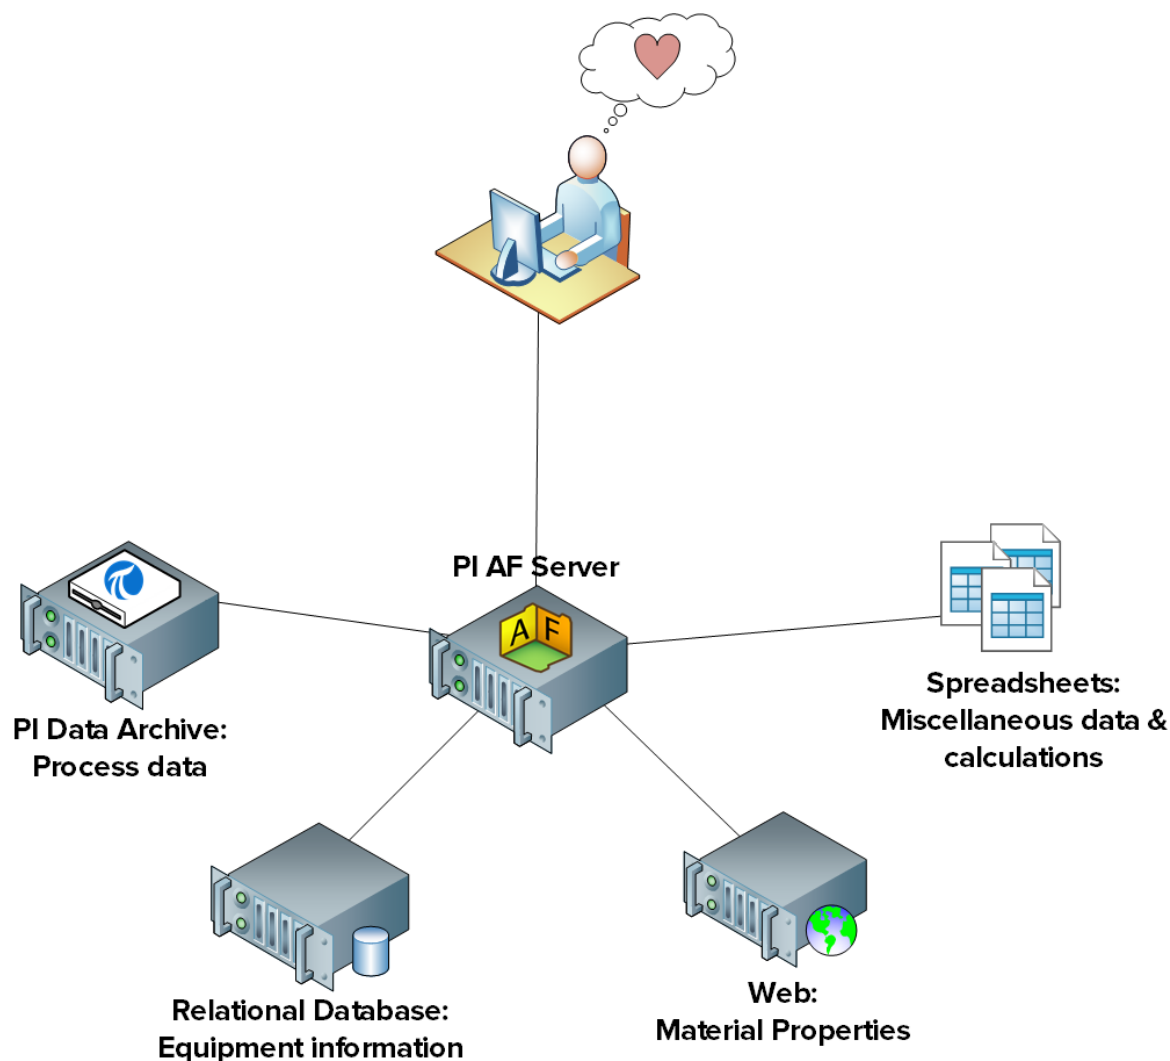 PI AF Server
A F
PI Data Archive:
Process data
Spreadsheets:
Miscellaneous data &
calculations
Relational Database:
Equipment information
Web:
Material Properties